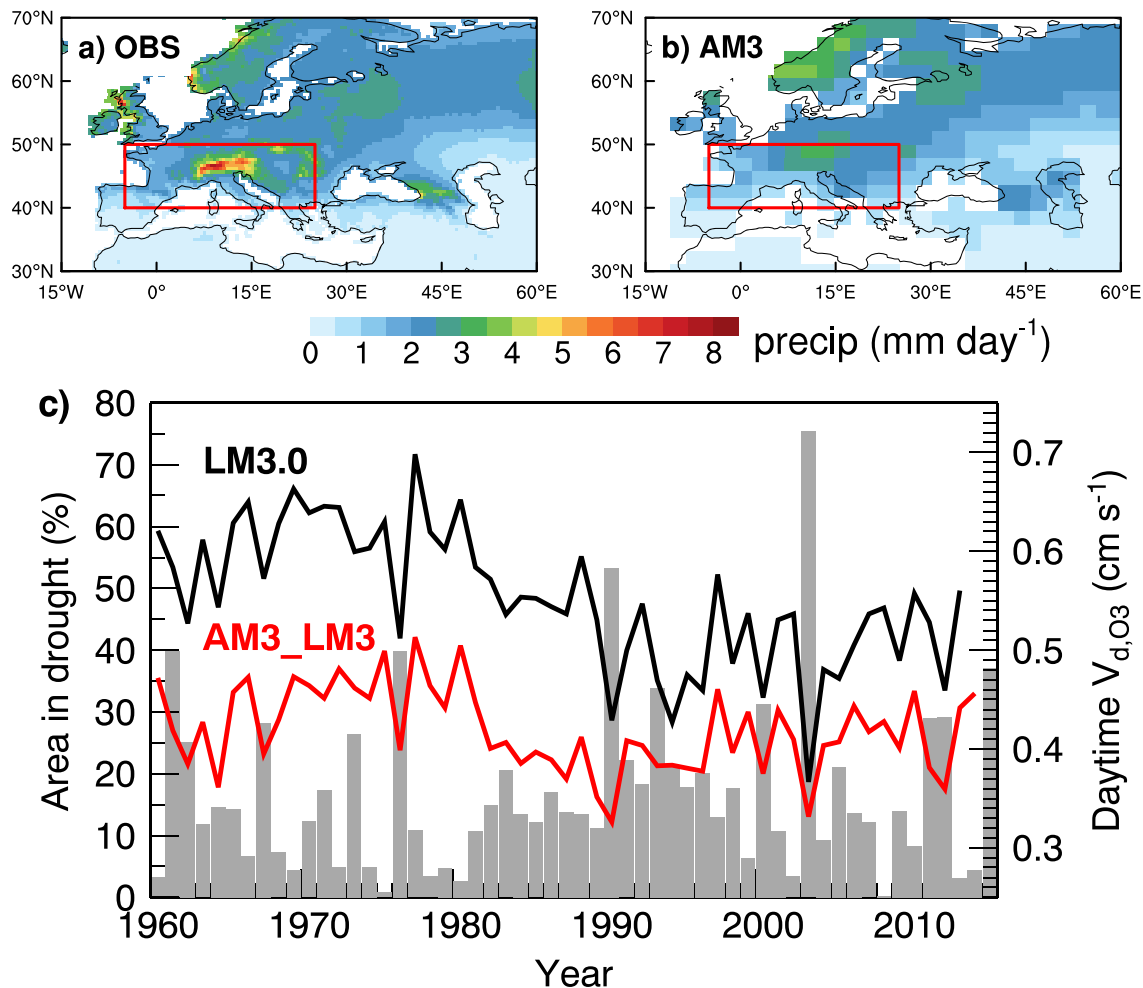 70°N
60°N
50°N
40°N
30°N
15°W 0° 15°E 30°E 45°E 60°E
a) OBS
70°N
60°N
50°N
40°N
30°N
15°W 0° 15°E 30°E 45°E 60°E
b) AM3
0 1 2 3 4 5 6 7 8 precip (mm day⁻¹)
c)
80
70
60
50
40
30
20
10
0
Area in drought (%)
LM3.0
AM3_LM3
0.7
0.6
0.5
0.4
0.3
Daytime V_d,O3 (cm s⁻¹)
1960 1970 1980 1990 2000 2010
Year